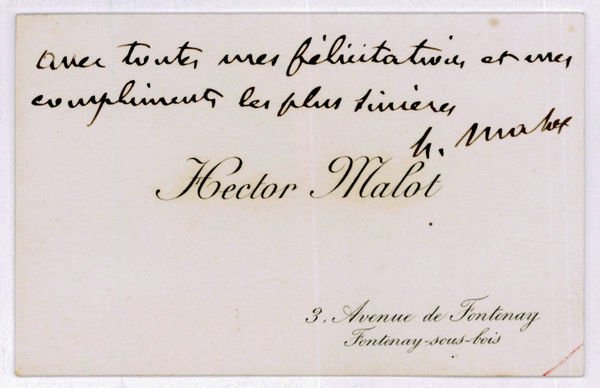 avec toutes mes félicitations et mes
compliments les plus sincères
h. Malot
Hector Malot
3, Avenue de Fontenay
Fontenay-sous-bois